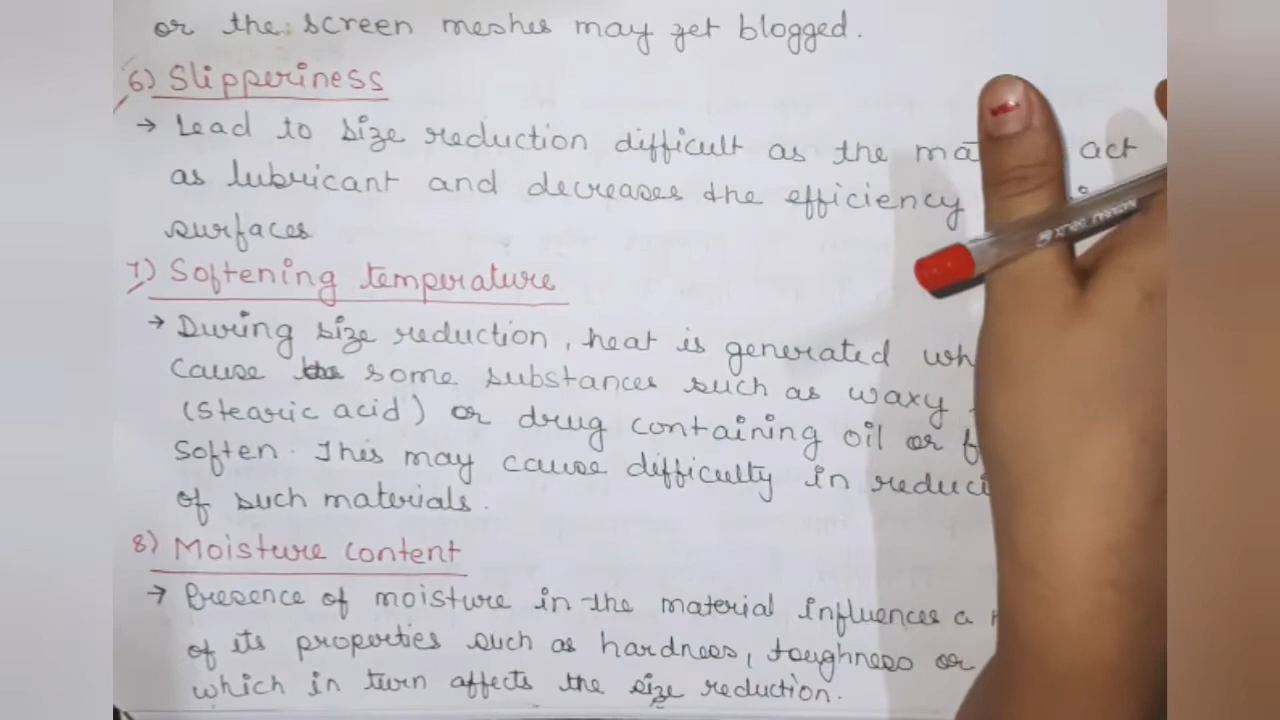 or the screen meshes may get blogged.
6) Slipperiness
→ Lead to size reduction difficult as the act
as lubricant and decreases the efficiency
surfaces
7) Softening temperature
→ During size reduction, heat is generated
cause some substances such as waxy
(stearic acid) or drug containing oil or
soften. This may cause difficulty in
of such materials.
8) Moisture content
→ Presence of moisture in the material influences a
of its properties such as hardness, toughness or
which in turn affects the size reduction.